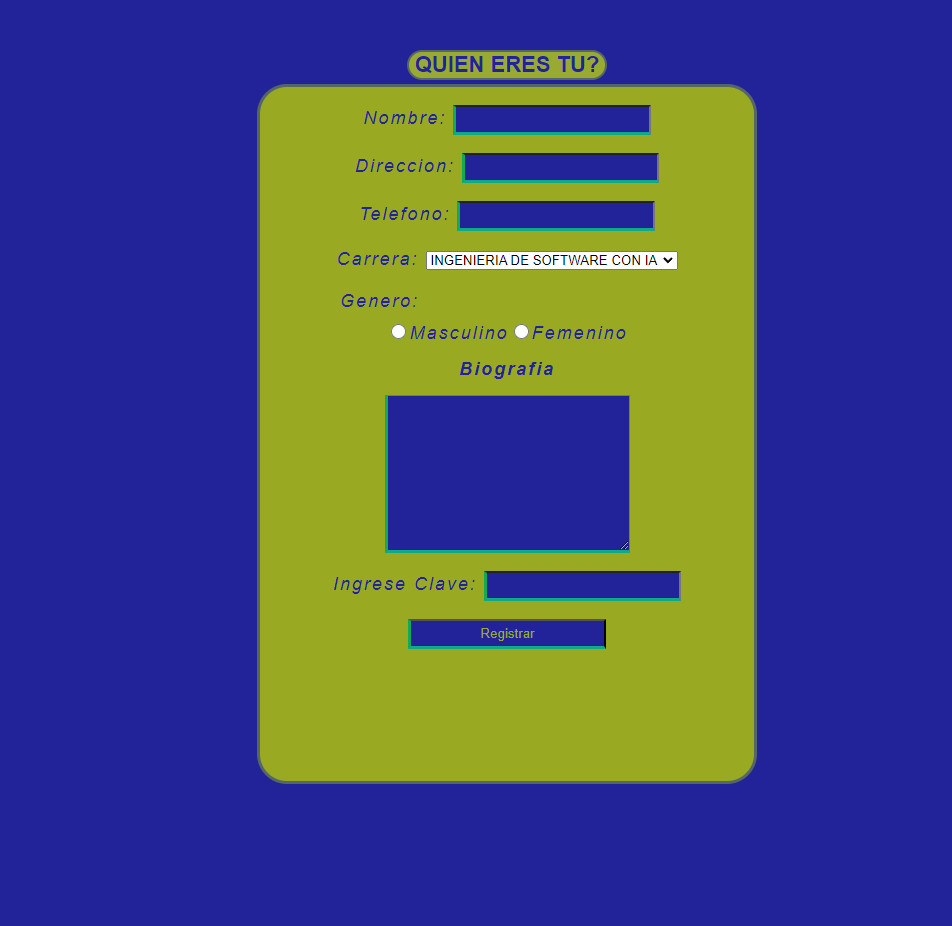 QUIEN ERES TU?
Nombre:
Direccion:
Telefono:
Carrera: INGENIERIA DE SOFTWARE CON IA
Genero:
Masculino Femenino
Biografia
Ingrese Clave:
Registrar